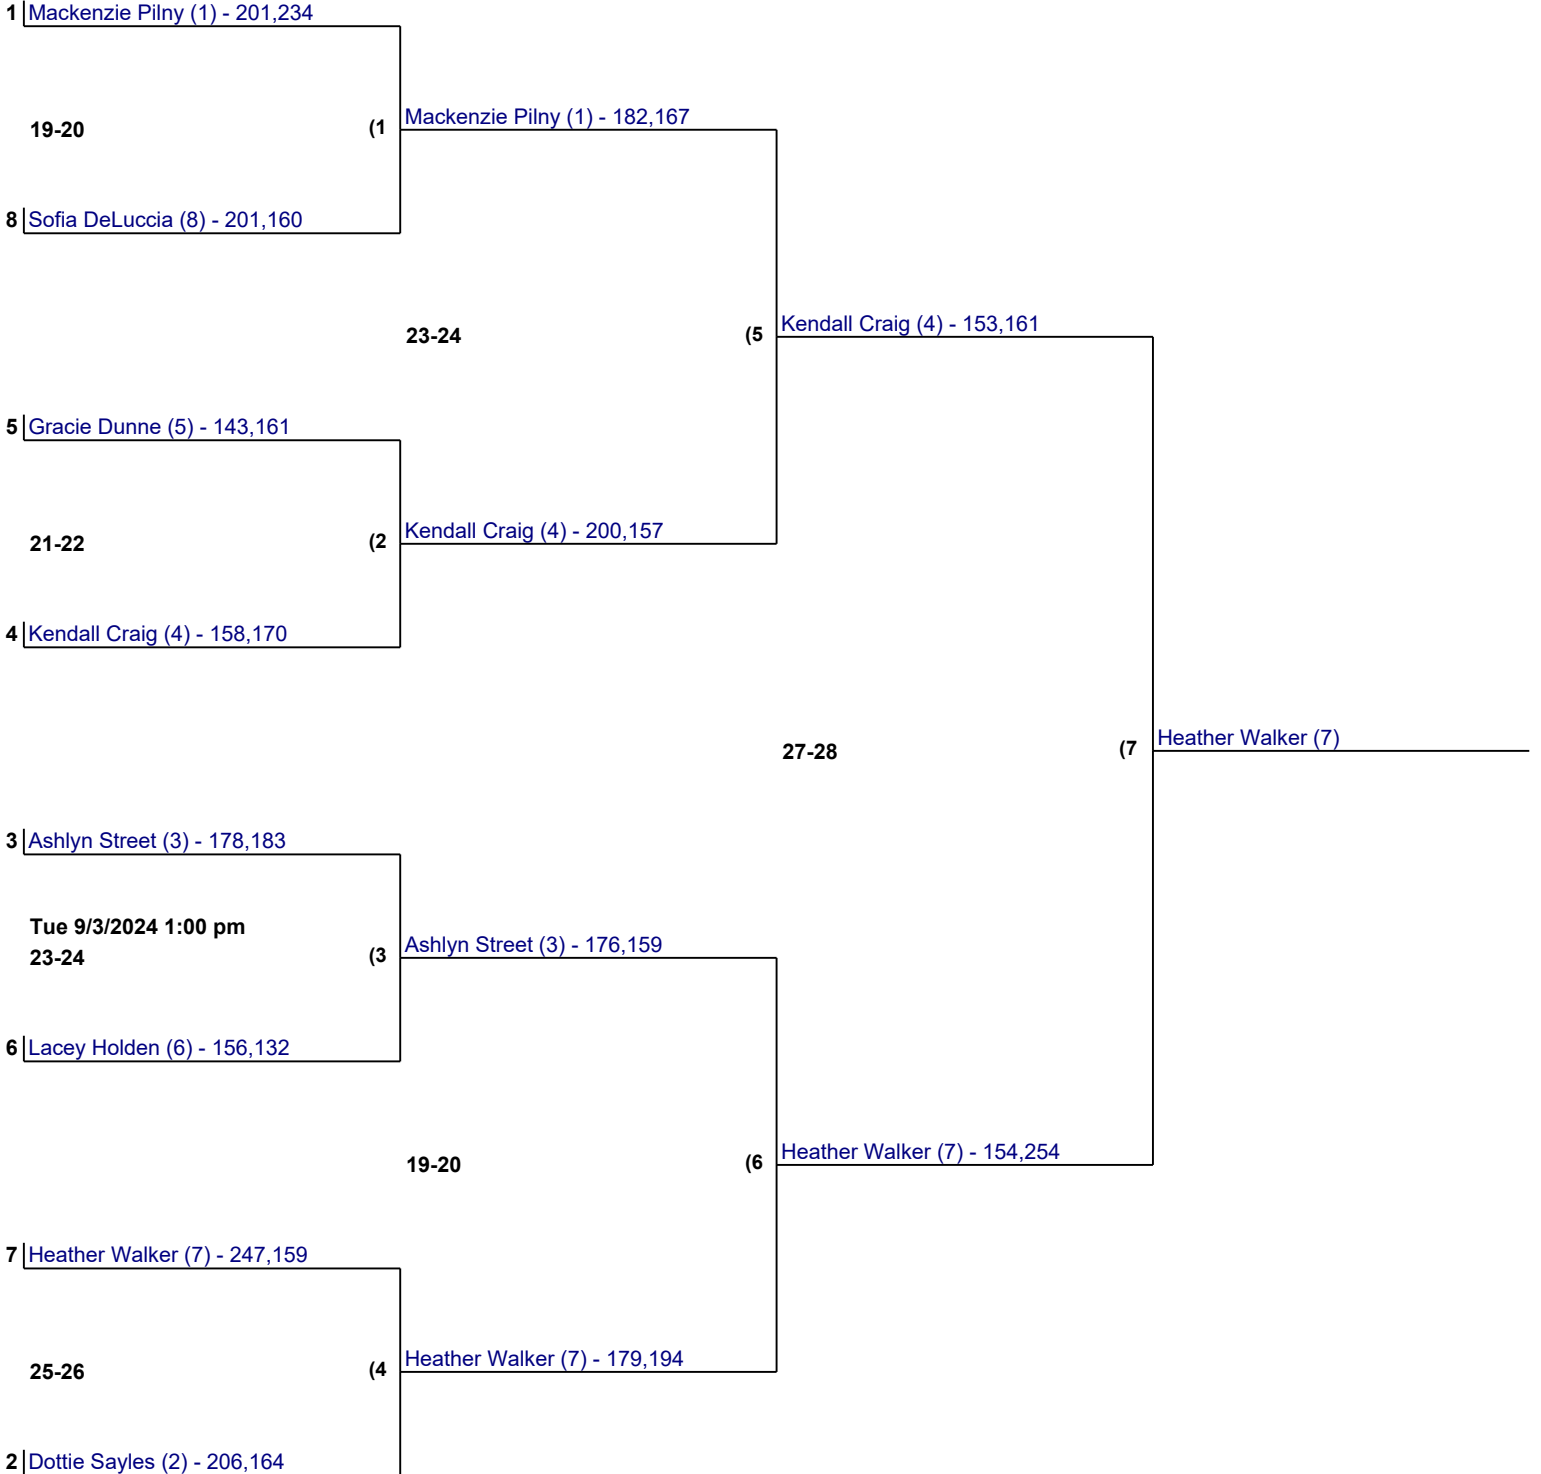 1 Mackenzie Pilny (1) - 201,234
19-20 (1 Mackenzie Pilny (1) - 182,167
8 Sofia DeLuccia (8) - 201,160
23-24 (5 Kendall Craig (4) - 153,161
5 Gracie Dunne (5) - 143,161
21-22 (2 Kendall Craig (4) - 200,157
4 Kendall Craig (4) - 158,170
27-28 (7 Heather Walker (7)
3 Ashlyn Street (3) - 178,183
Tue 9/3/2024 1:00 pm
23-24 (3 Ashlyn Street (3) - 176,159
6 Lacey Holden (6) - 156,132
19-20 (6 Heather Walker (7) - 154,254
7 Heather Walker (7) - 247,159
25-26 (4 Heather Walker (7) - 179,194
2 Dottie Sayles (2) - 206,164